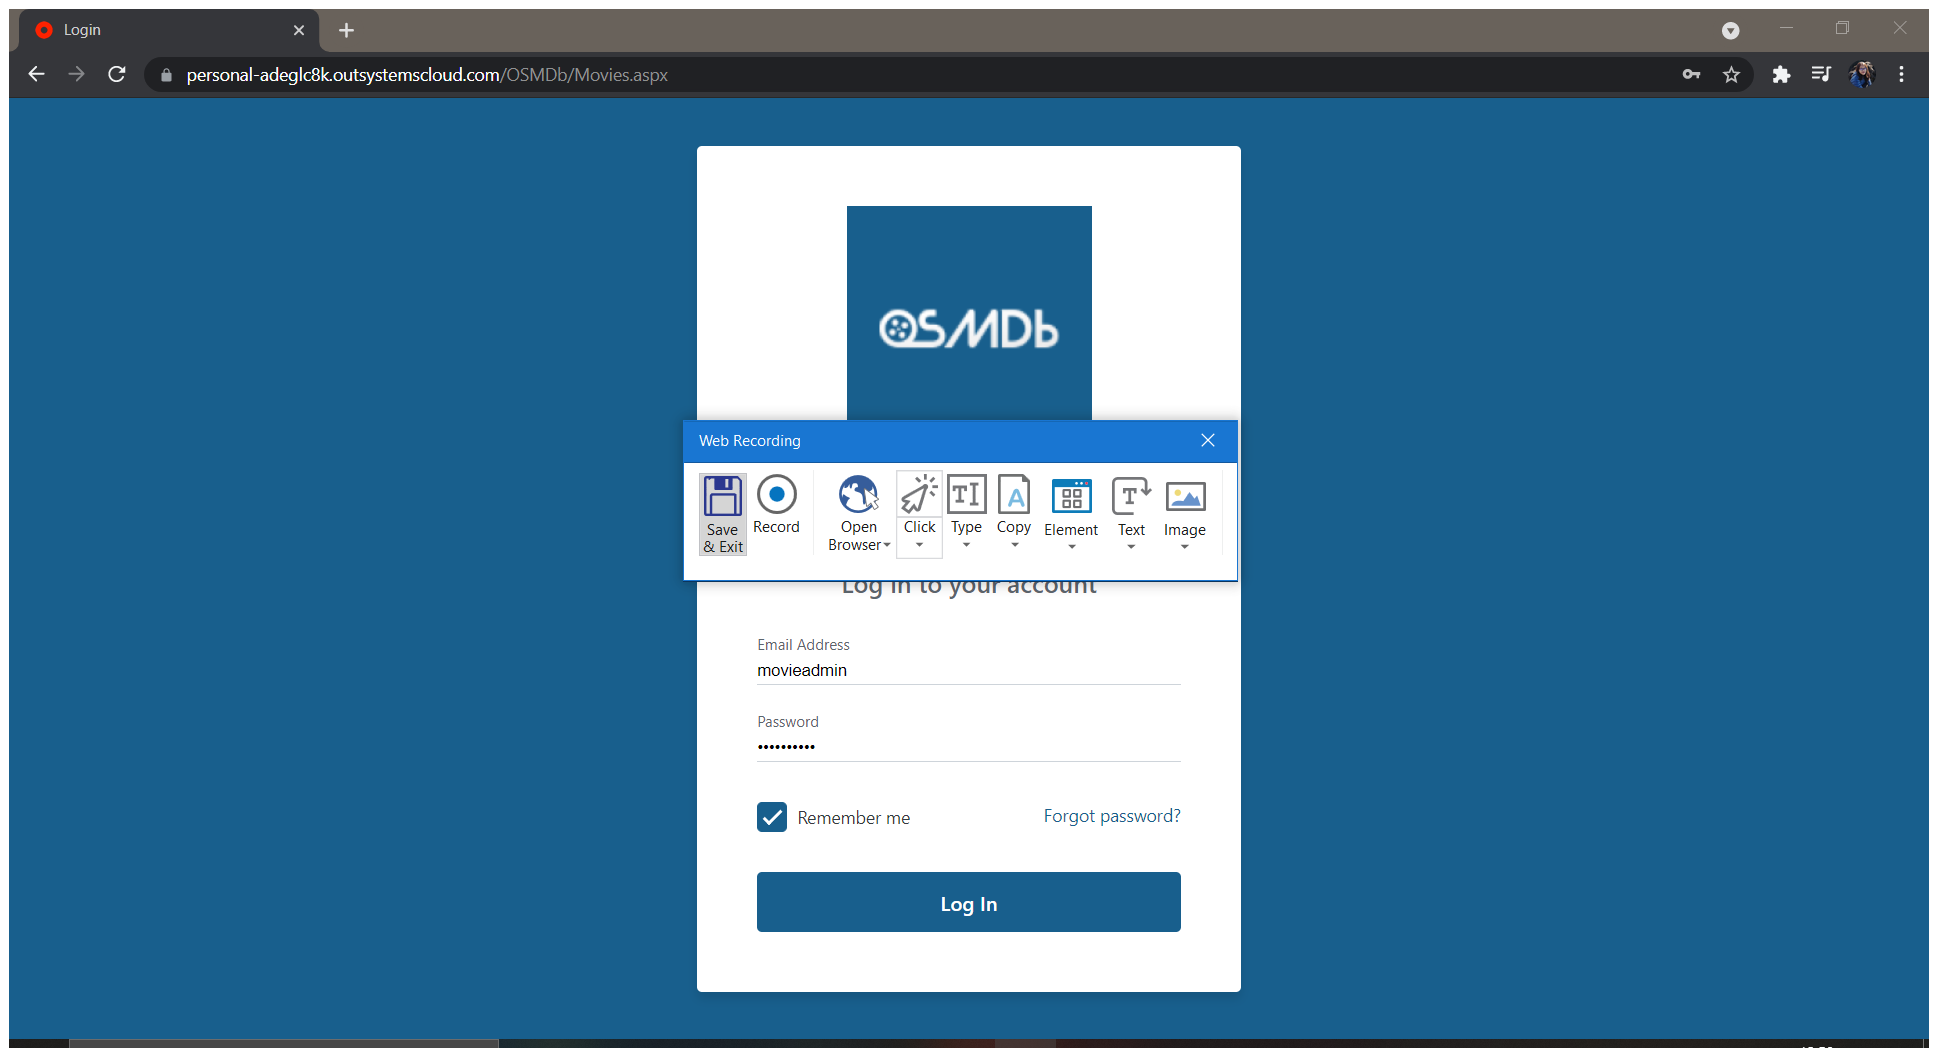 Login
personal-adeglc8k.outsystemscloud.com/OSMDb/Movies.aspx
OSMDb
Web Recording
Save & Exit
Record
Open Browser
Click
Type
Copy
Element
Text
Image
Log in to your account
Email Address
movieadmin
Password
••••••••••
Remember me
Forgot password?
Log In